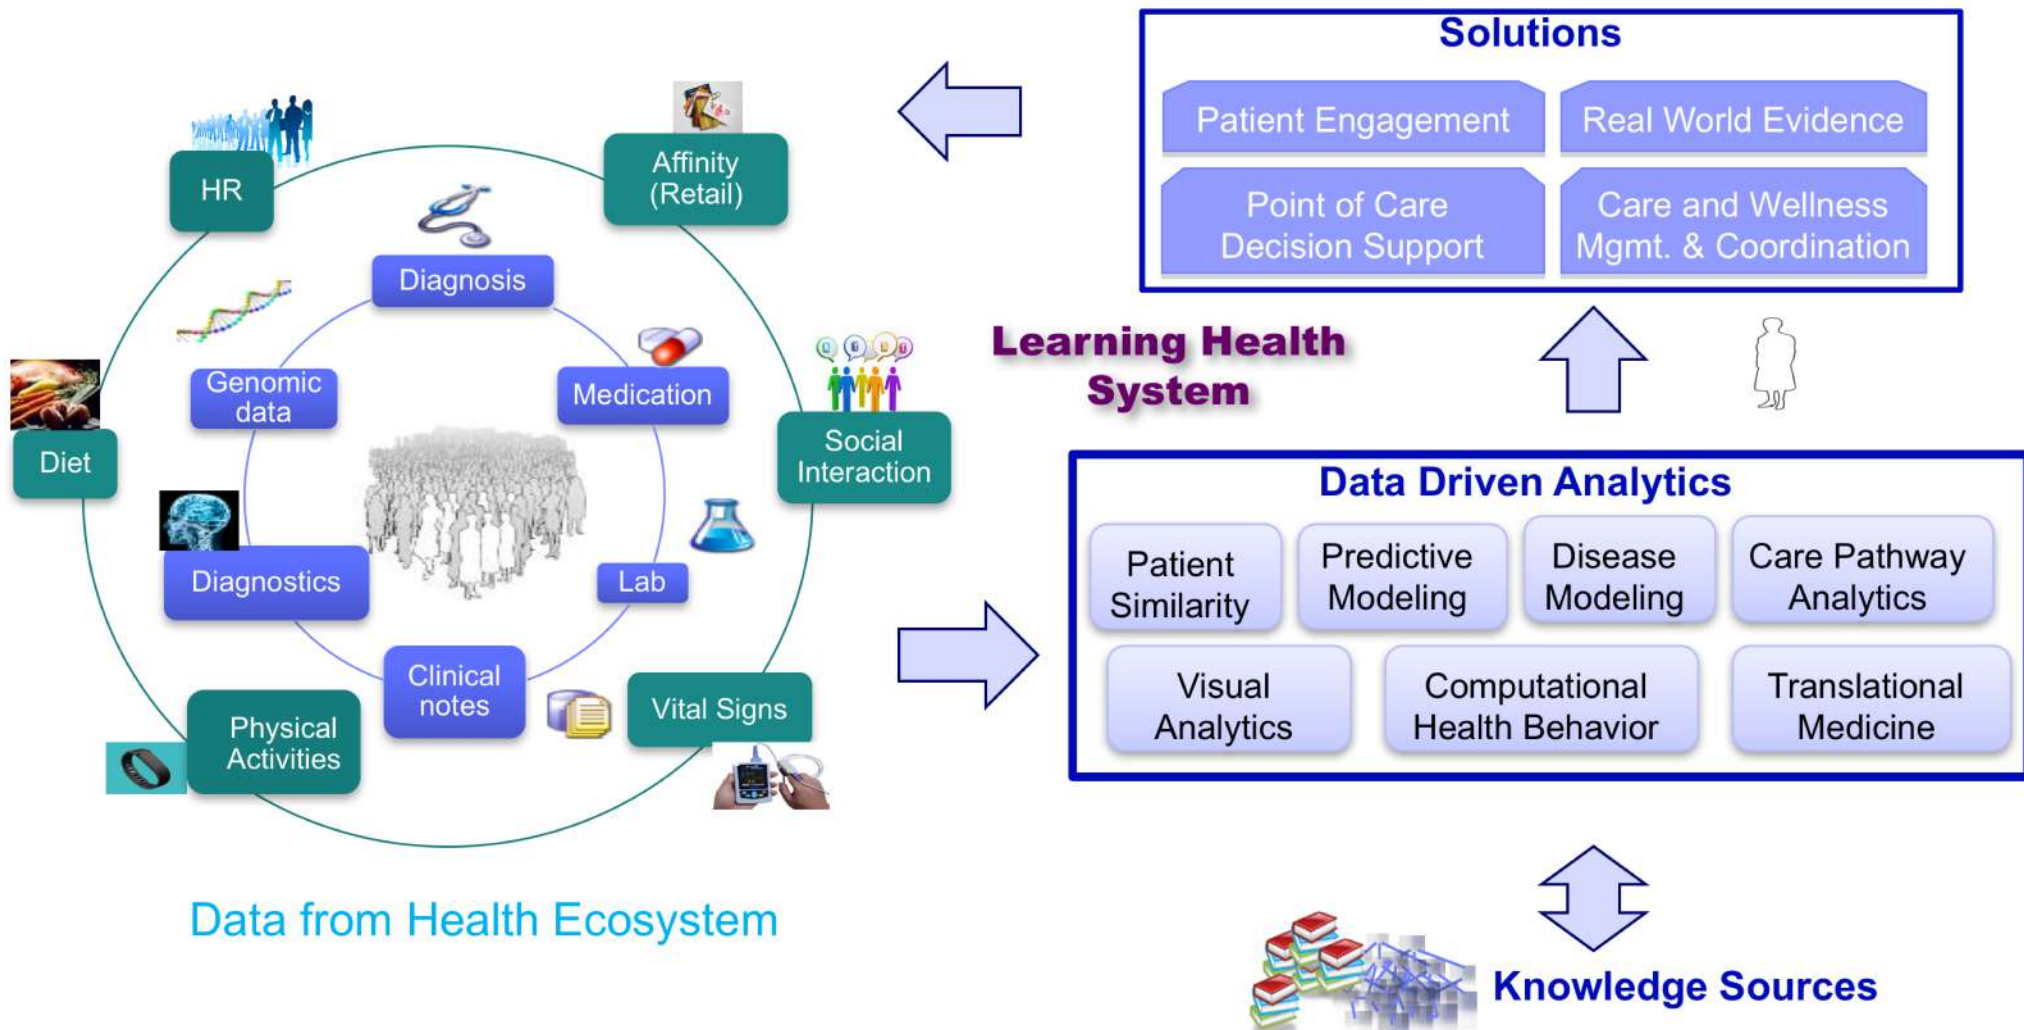 Solutions
Patient Engagement
Real World Evidence
Point of Care
Decision Support
Care and Wellness
Mgmt. & Coordination
HR
Affinity
(Retail)
Diagnosis
Genomic
data
Medication
Diet
Social
Interaction
Diagnostics
Lab
Clinical
notes
Physical
Activities
Vital Signs
Data from Health Ecosystem
Learning Health
System
Data Driven Analytics
Patient
Similarity
Predictive
Modeling
Disease
Modeling
Care Pathway
Analytics
Visual
Analytics
Computational
Health Behavior
Translational
Medicine
Knowledge Sources